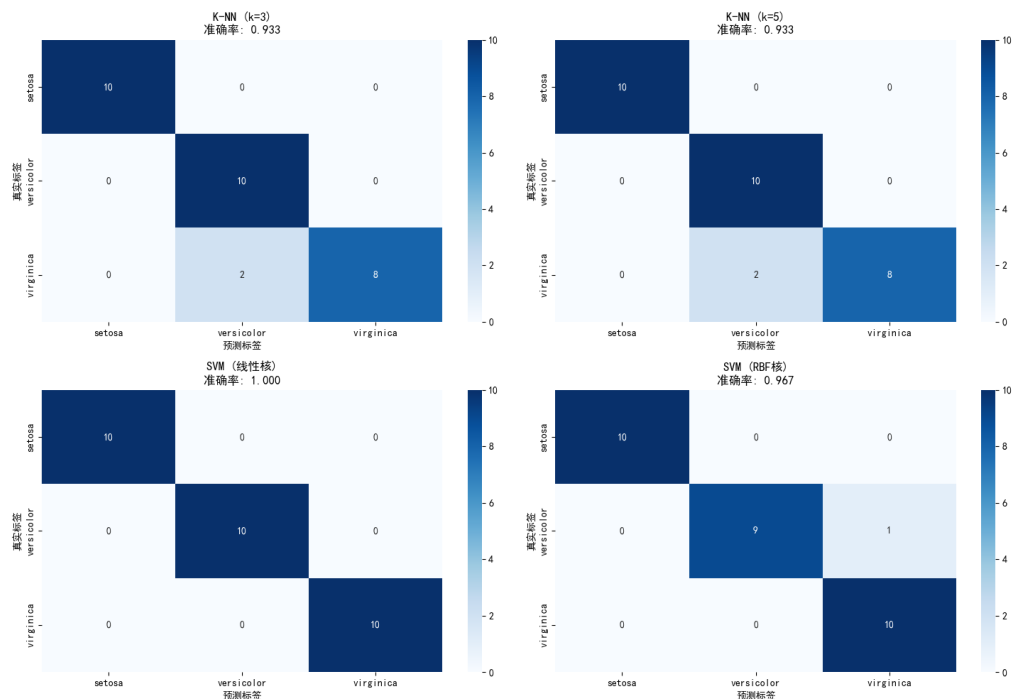 K-NN (k=3)
准确率: 0.933
setosa
versicolor
virginica
真实标签
10
0
0
0
10
0
0
2
8
setosa
versicolor
virginica
预测标签
10
8
6
4
2
0
K-NN (k=5)
准确率: 0.933
setosa
versicolor
virginica
真实标签
10
0
0
0
10
0
0
2
8
setosa
versicolor
virginica
预测标签
10
8
6
4
2
0
SVM (线性核)
准确率: 1.000
setosa
versicolor
virginica
真实标签
10
0
0
0
10
0
0
0
10
setosa
versicolor
virginica
预测标签
10
8
6
4
2
0
SVM (RBF核)
准确率: 0.967
setosa
versicolor
virginica
真实标签
10
0
0
0
9
1
0
0
10
setosa
versicolor
virginica
预测标签
10
8
6
4
2
0